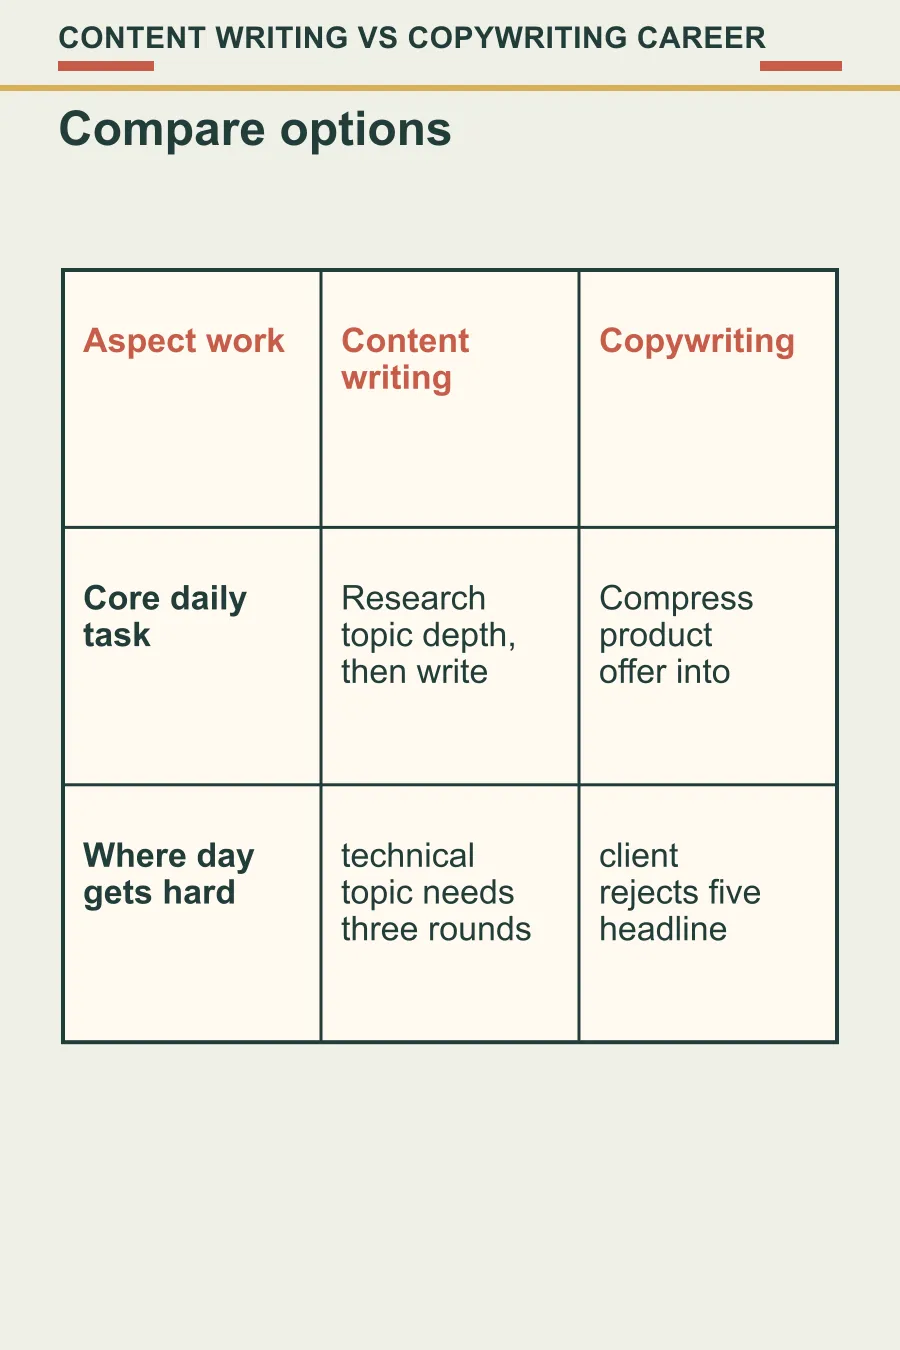 CONTENT WRITING VS COPYWRITING CAREER
Compare options
Aspect work
Content
writing
Copywriting
Core daily
task
Research
topic depth,
then write
Compress
product
offer into
Where day
gets hard
technical
topic needs
three rounds
client
rejects five
headline